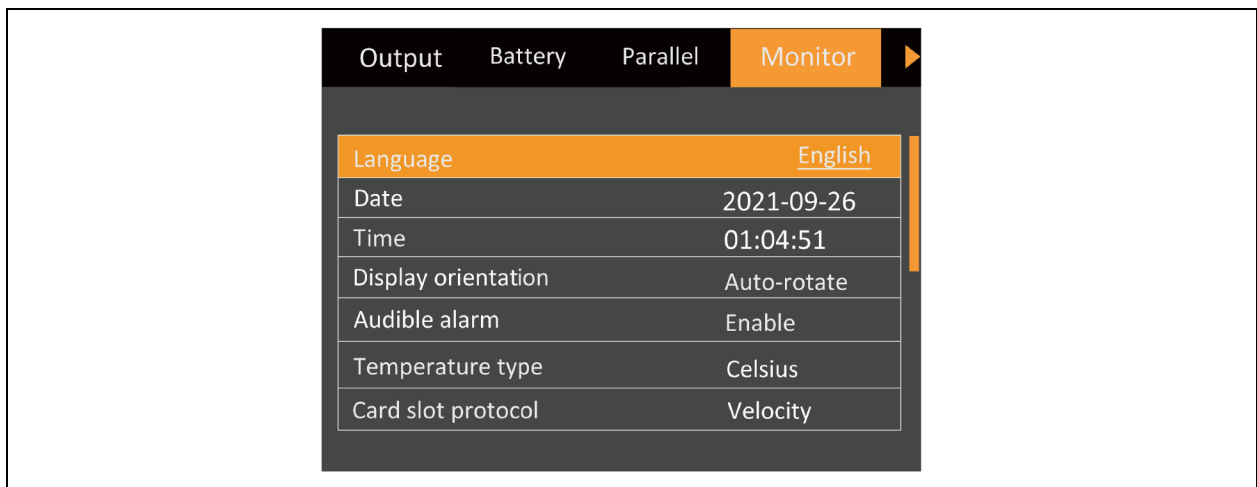 Output Battery Parallel Monitor
Language English
Date 2021-09-26
Time 01:04:51
Display orientation Auto-rotate
Audible alarm Enable
Temperature type Celsius
Card slot protocol Velocity